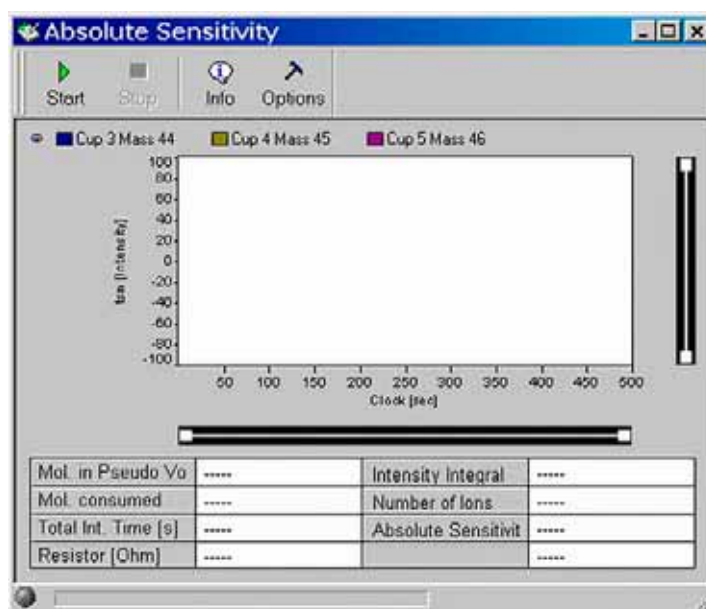 Absolute Sensitivity
Start Stop Info Options
Cup 3 Mass 44 Cup 4 Mass 45 Cup 5 Mass 46
100
80
60
40
20
0
-20
-40
-60
-80
-100
[Intensity]
50 100 150 200 250 300 350 400 450 500
Clock [sec]
Mol. in Pseudo Vo ----- Intensity Integral -----
Mol. consumed ----- Number of Ions -----
Total Int. Time [s] ----- Absolute Sensitivit -----
Resistor [Ohm] ----- -----